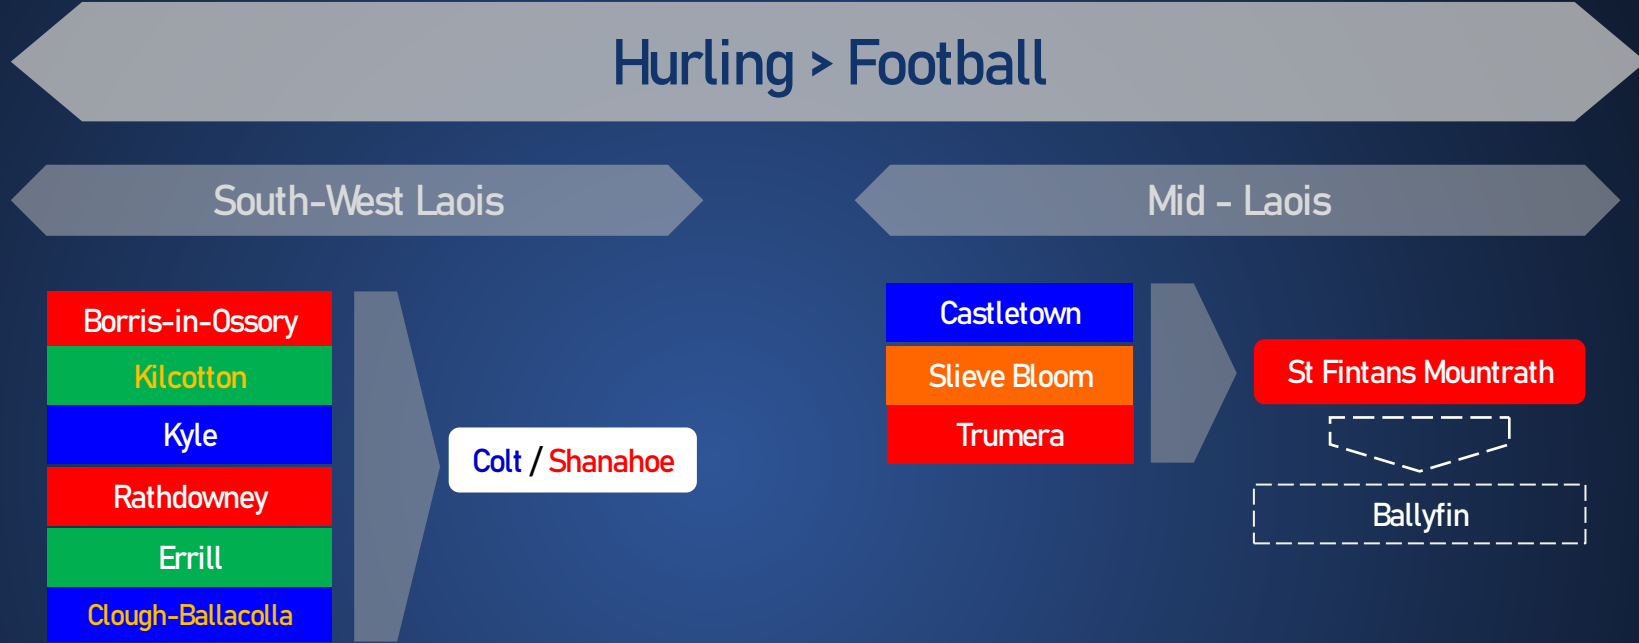 Hurling > Football
South-West Laois
Mid - Laois
Borris-in-Ossory
Kilcotton
Kyle
Rathdowney
Errill
Clough-Ballacolla
Colt / Shanahoe
Castletown
Slieve Bloom
Trumera
St Fintans Mountrath
Ballyfin